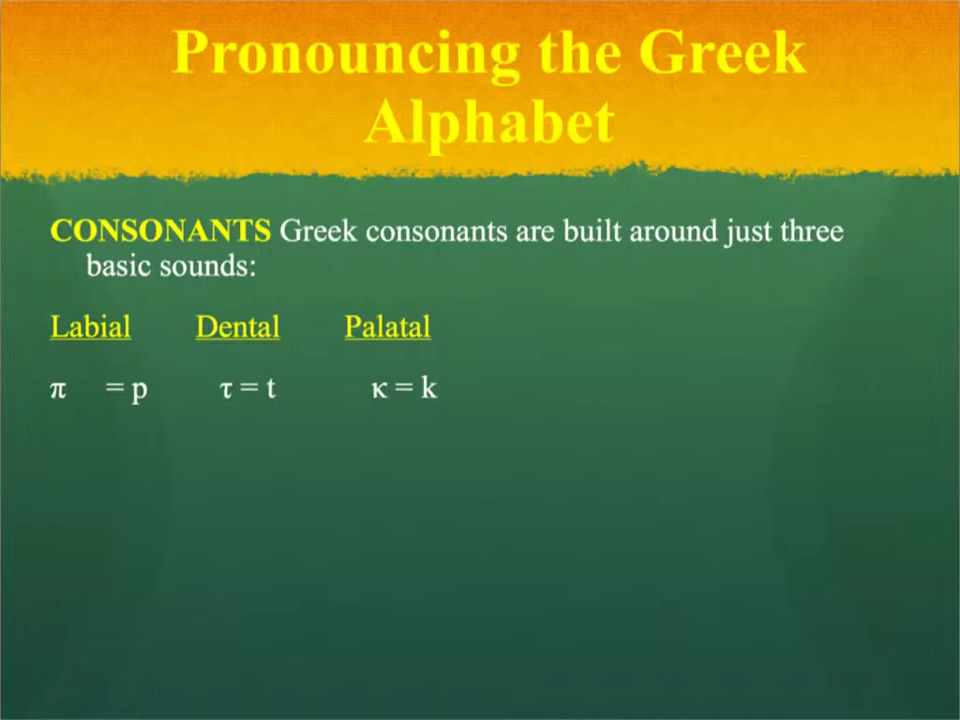 Pronouncing the Greek
Alphabet
CONSONANTS Greek consonants are built around just three
basic sounds:
Labial Dental Palatal
π = p τ = t κ = k